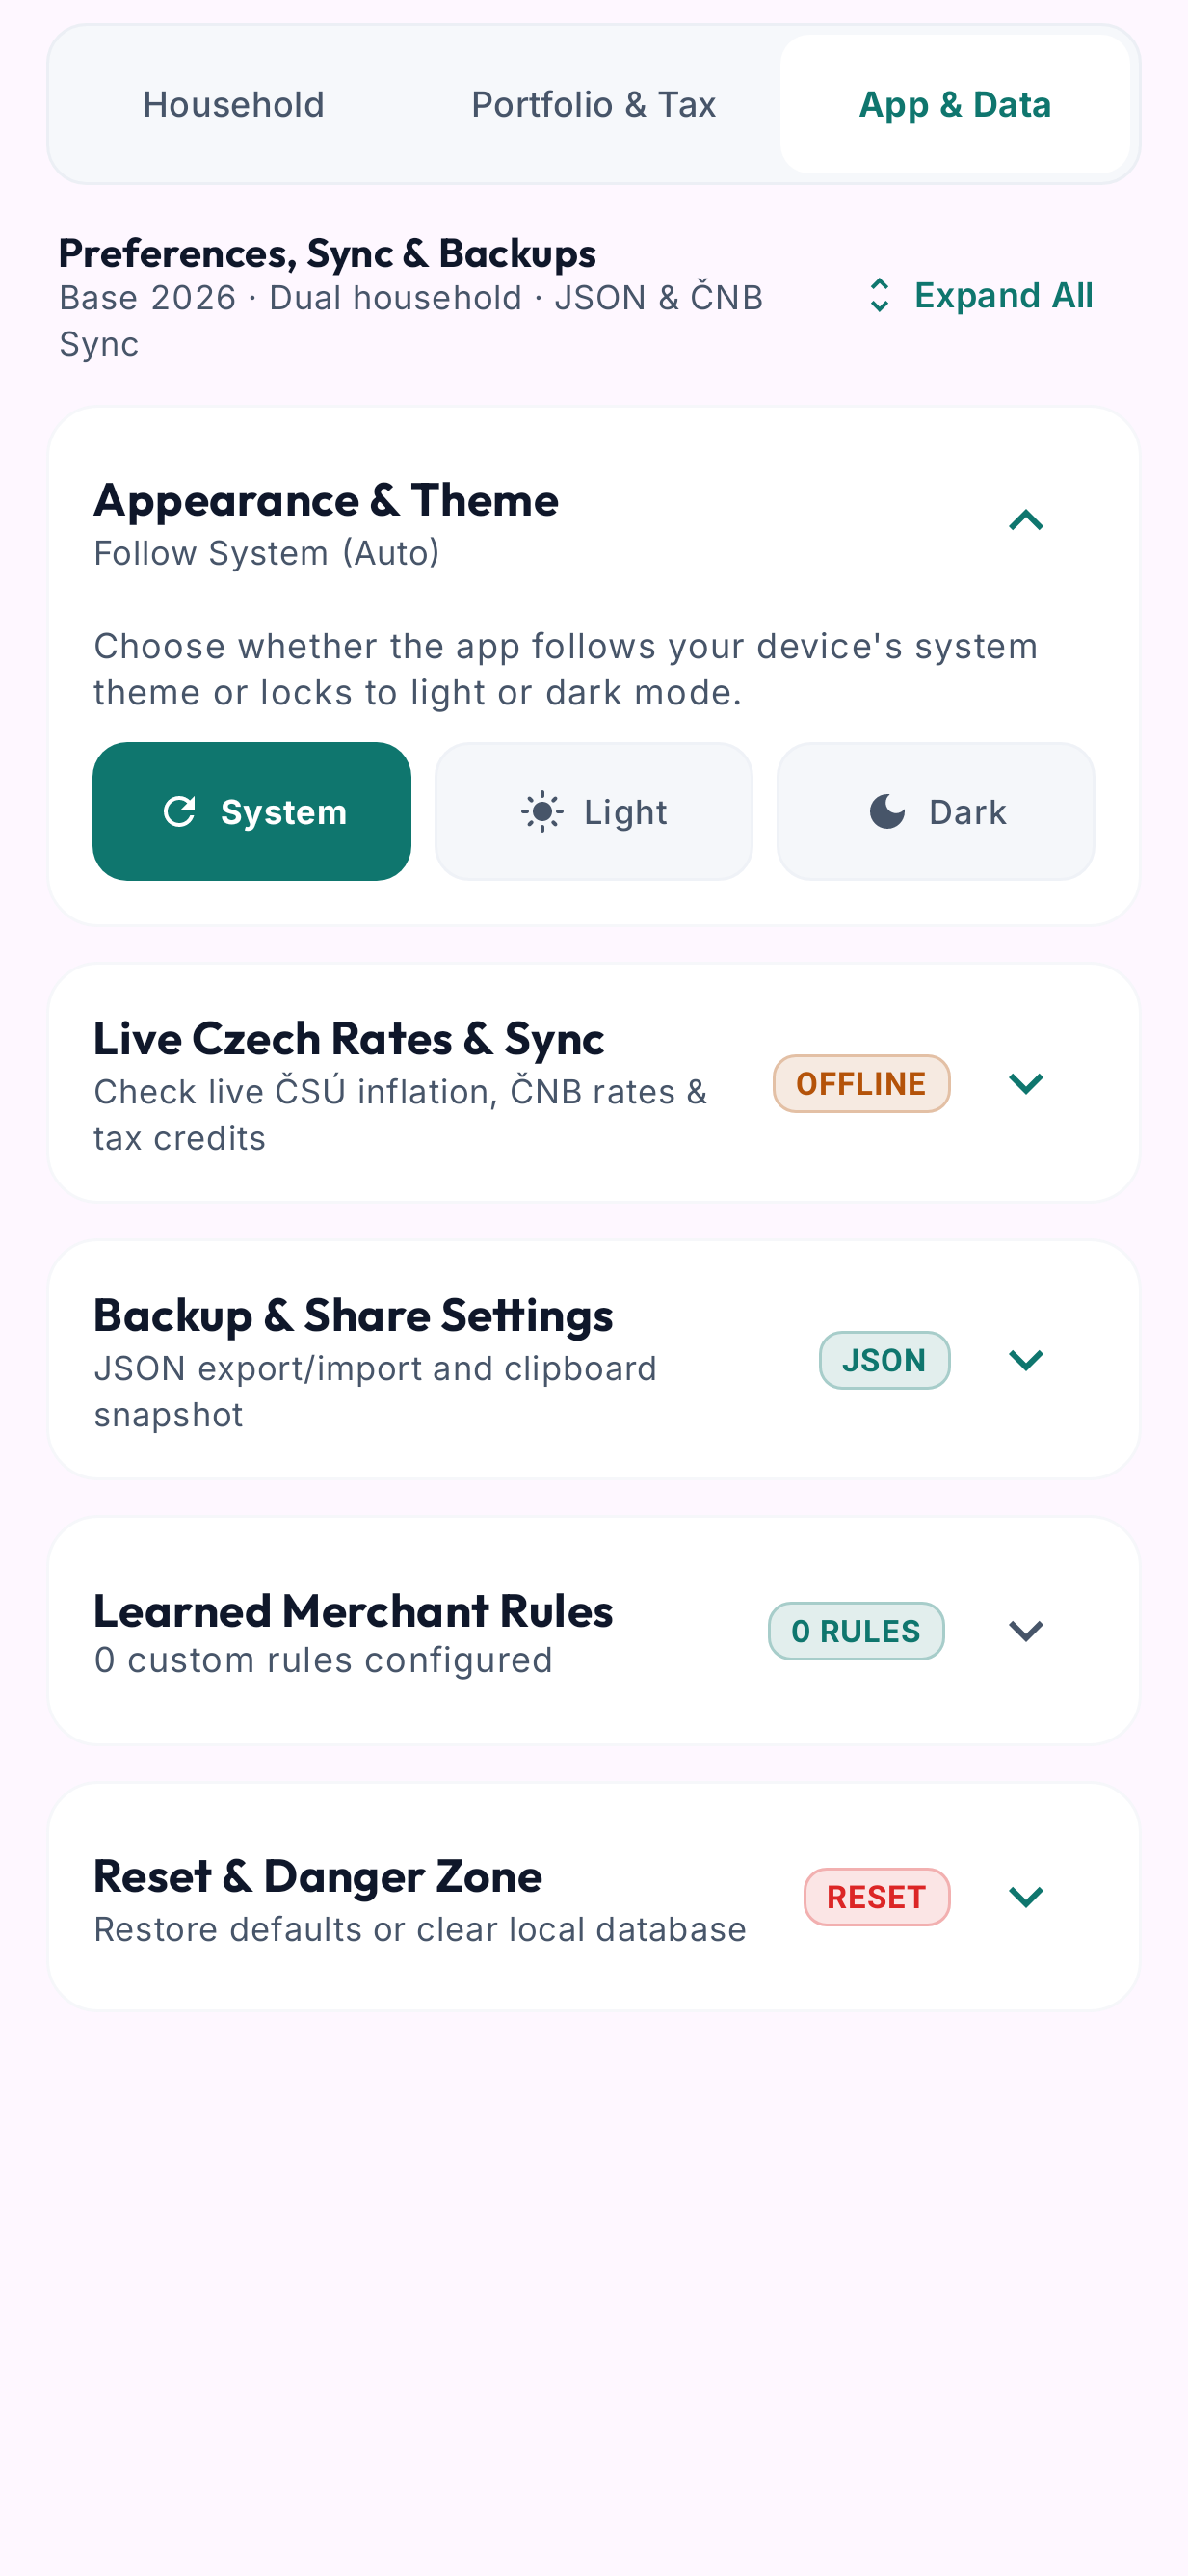 Household
Portfolio & Tax
App & Data
Preferences, Sync & Backups
Base 2026 · Dual household · JSON & ČNB
Sync
Expand All
Appearance & Theme
Follow System (Auto)
Choose whether the app follows your device's system
theme or locks to light or dark mode.
System
Light
Dark
Live Czech Rates & Sync
Check live ČSÚ inflation, ČNB rates &
tax credits
OFFLINE
Backup & Share Settings
JSON export/import and clipboard
snapshot
JSON
Learned Merchant Rules
0 custom rules configured
0 RULES
Reset & Danger Zone
Restore defaults or clear local database
RESET